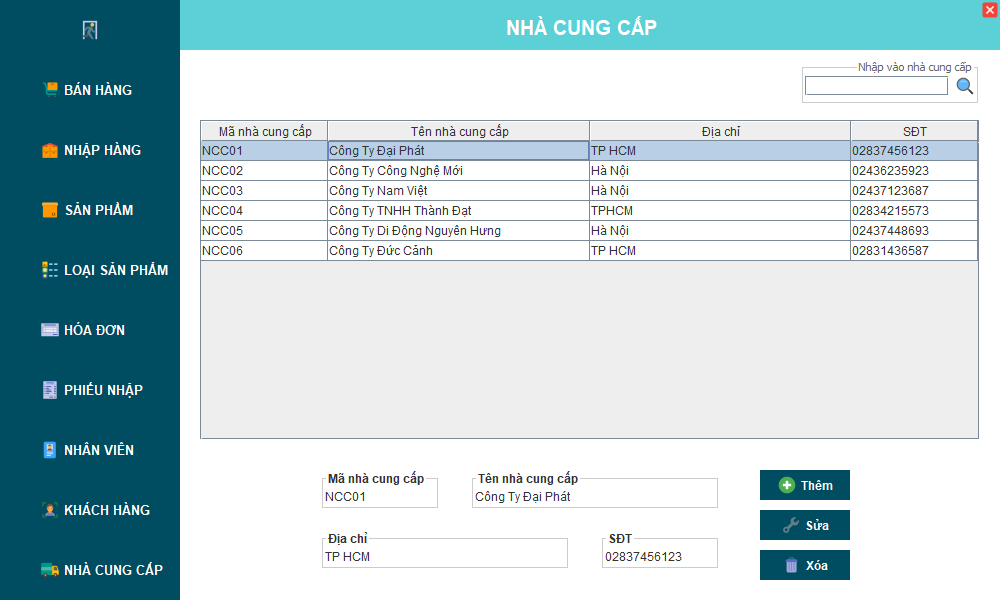 NHÀ CUNG CẤP
BÁN HÀNG
NHẬP HÀNG
SẢN PHẨM
LOẠI SẢN PHẨM
HÓA ĐƠN
PHIẾU NHẬP
NHÂN VIÊN
KHÁCH HÀNG
NHÀ CUNG CẤP
Nhập vào nhà cung cấp
Mã nhà cung cấp Tên nhà cung cấp Địa chỉ SĐT
NCC01 Công Ty Đại Phát TP HCM 02837456123
NCC02 Công Ty Công Nghệ Mới Hà Nội 02436235923
NCC03 Công Ty Nam Việt Hà Nội 02437123687
NCC04 Công Ty TNHH Thành Đạt TPHCM 02834215573
NCC05 Công Ty Di Động Nguyên Hưng Hà Nội 02437448693
NCC06 Công Ty Đức Cảnh TP HCM 02831436587
Mã nhà cung cấp Tên nhà cung cấp
NCC01 Công Ty Đại Phát
Địa chỉ SĐT
TP HCM 02837456123
Thêm
Sửa
Xóa